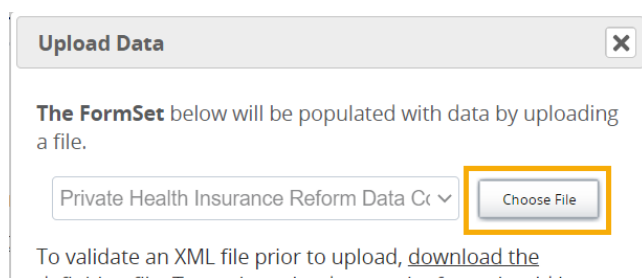 Upload Data
The FormSet below will be populated with data by uploading
a file.
Private Health Insurance Reform Data Co
Choose File
To validate an XML file prior to upload, download the